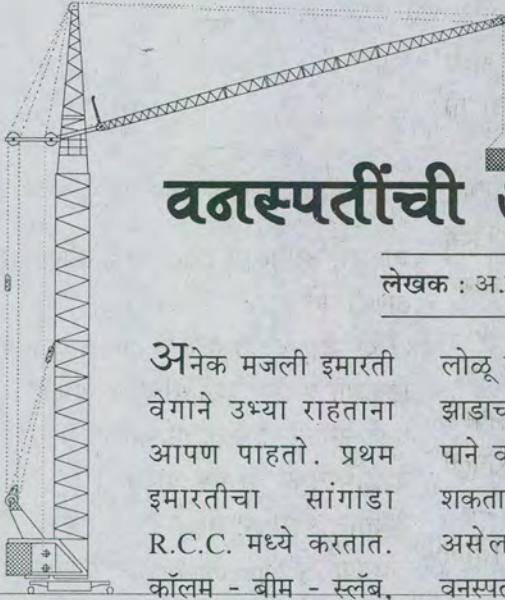 वनस्पतींची
लेखक : अ.
अनेक मजली इमारती
वेगाने उभ्या राहताना
आपण पाहतो. प्रथम
इमारतीचा सांगाडा
R.C.C. मध्ये करतात.
कॉलम - बीम - स्लॅब,
लोळू
झाडाच
पाने व
शकता
असेल
वनस्पत